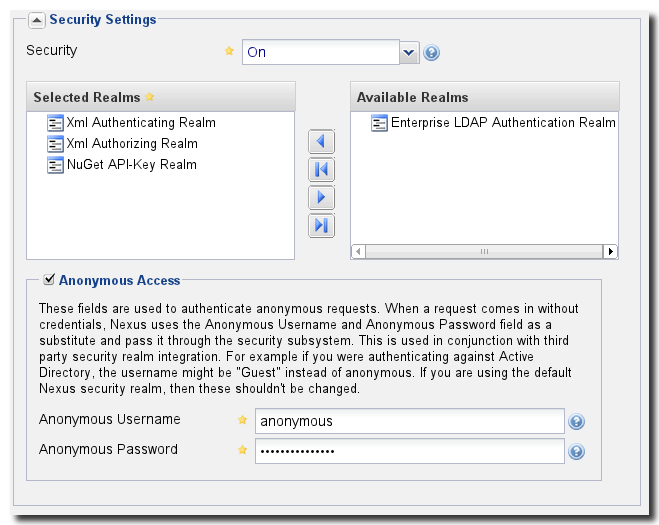 Security Settings
Security
On
Selected Realms
Xml Authenticating Realm
Xml Authorizing Realm
NuGet API-Key Realm
Available Realms
Enterprise LDAP Authentication Realm
Anonymous Access
These fields are used to authenticate anonymous requests. When a request comes in without
credentials, Nexus uses the Anonymous Username and Anonymous Password field as a
substitute and pass it through the security subsystem. This is used in conjunction with third
party security realm integration. For example if you were authenticating against Active
Directory, the username might be "Guest" instead of anonymous. If you are using the default
Nexus security realm, then these shouldn't be changed.
Anonymous Username
anonymous
Anonymous Password
•••••••••••••••